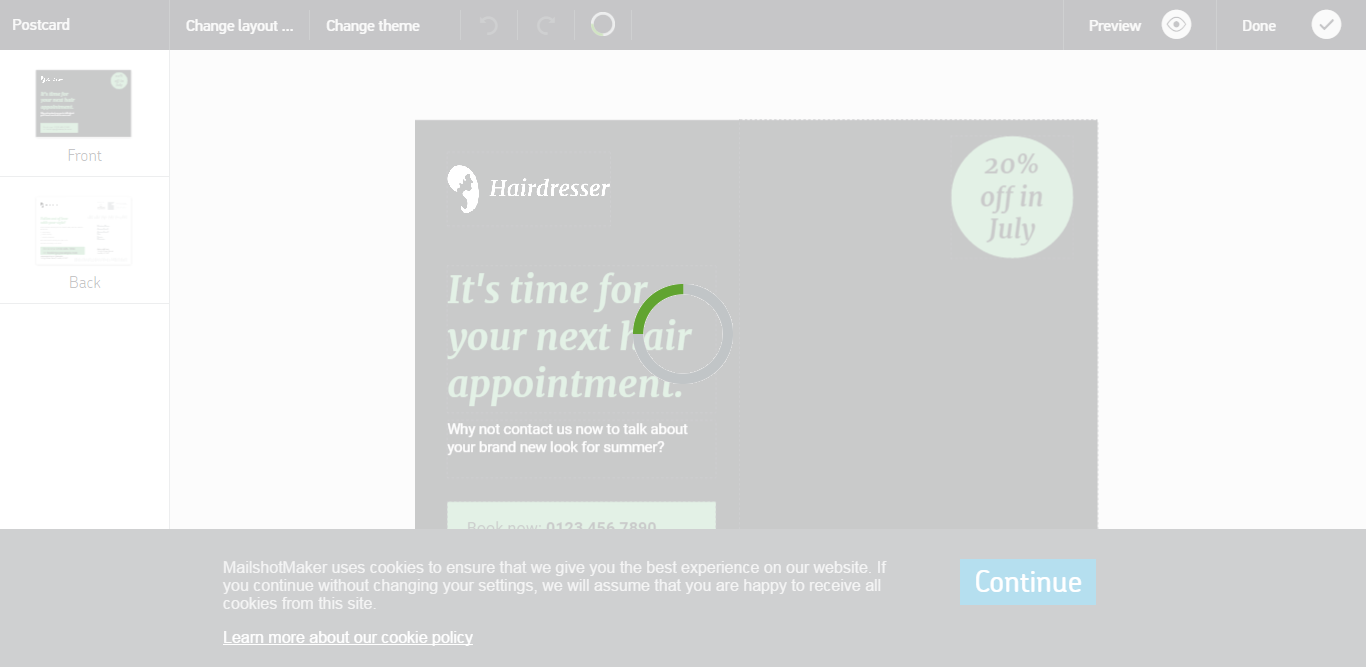 Postcard
Change layout ...
Change theme
Preview
Done
Front
Back
Hairdresser
20%
off in
July
It's time for
your next hair
appointment.
Why not contact us now to talk about
your brand new look for summer?
Book now: 0123 456 7890
MailshotMaker uses cookies to ensure that we give you the best experience on our website. If
you continue without changing your settings, we will assume that you are happy to receive all
cookies from this site.
Continue
Learn more about our cookie policy